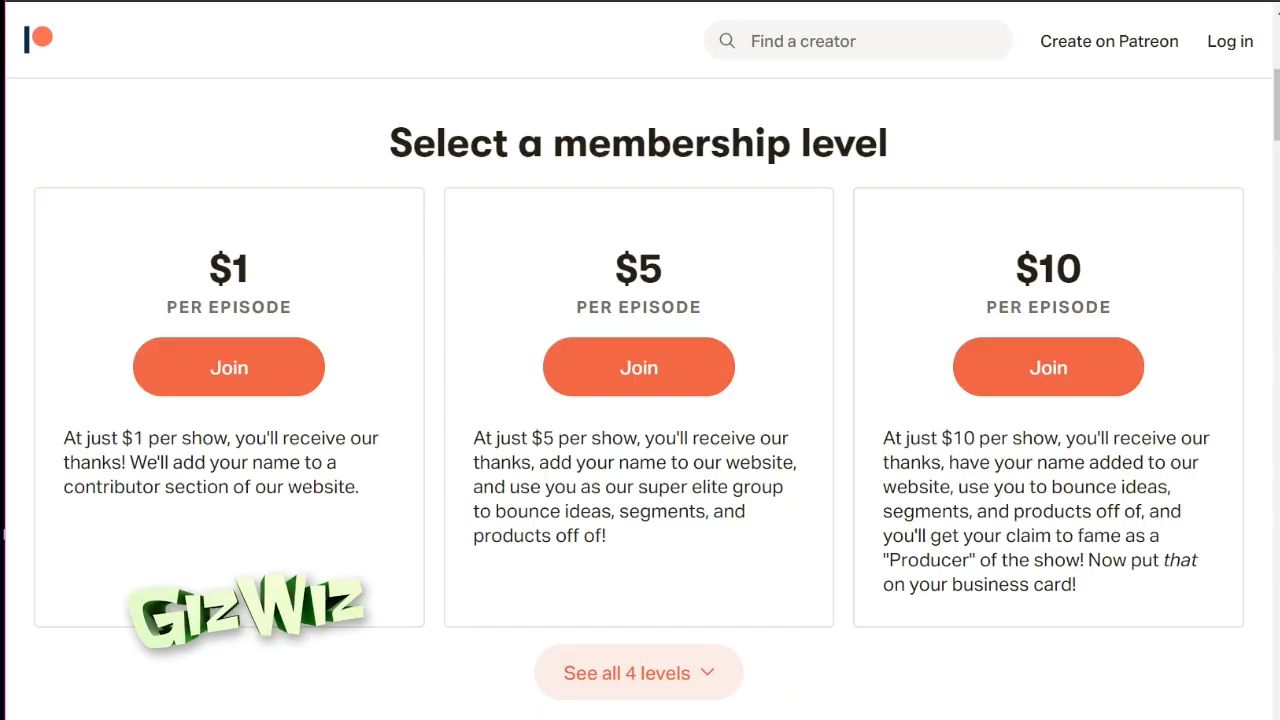 Find a creator
Create on Patreon
Log in
Select a membership level
$1
PER EPISODE
Join
At just $1 per show, you'll receive our
thanks! We'll add your name to a
contributor section of our website.
$5
PER EPISODE
Join
At just $5 per show, you'll receive our
thanks, add your name to our website,
and use you as our super elite group
to bounce ideas, segments, and
products off of!
$10
PER EPISODE
Join
At just $10 per show, you'll receive our
thanks, have your name added to our
website, use you to bounce ideas,
segments, and products off of, and
you'll get your claim to fame as a
"Producer" of the show! Now put that
on your business card!
GIZWIZ
See all 4 levels